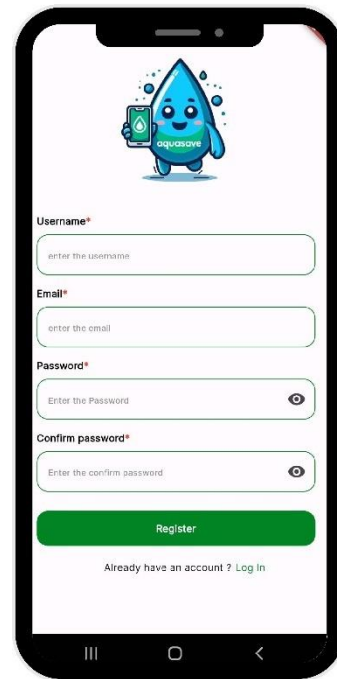 aquasave
Username*
enter the username
Email*
enter the email
Password*
Enter the Password
Confirm password*
Enter the confirm password
Register
Already have an account ? Log In